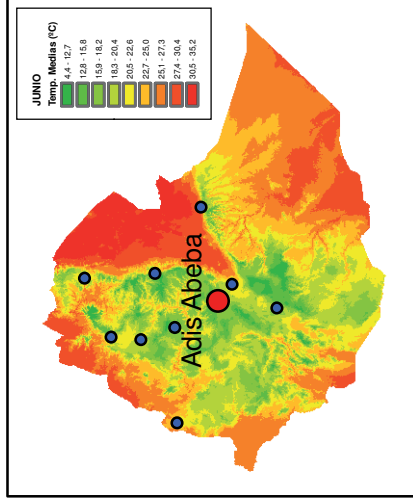 JUNIO
Temp. Medias (ºC)
4,4 - 12,7
12,8 - 15,8
15,9 - 18,2
18,3 - 20,4
20,5 - 22,6
22,7 - 25,0
25,1 - 27,3
27,4 - 30,4
30,5 - 35,2
Adis Abeba